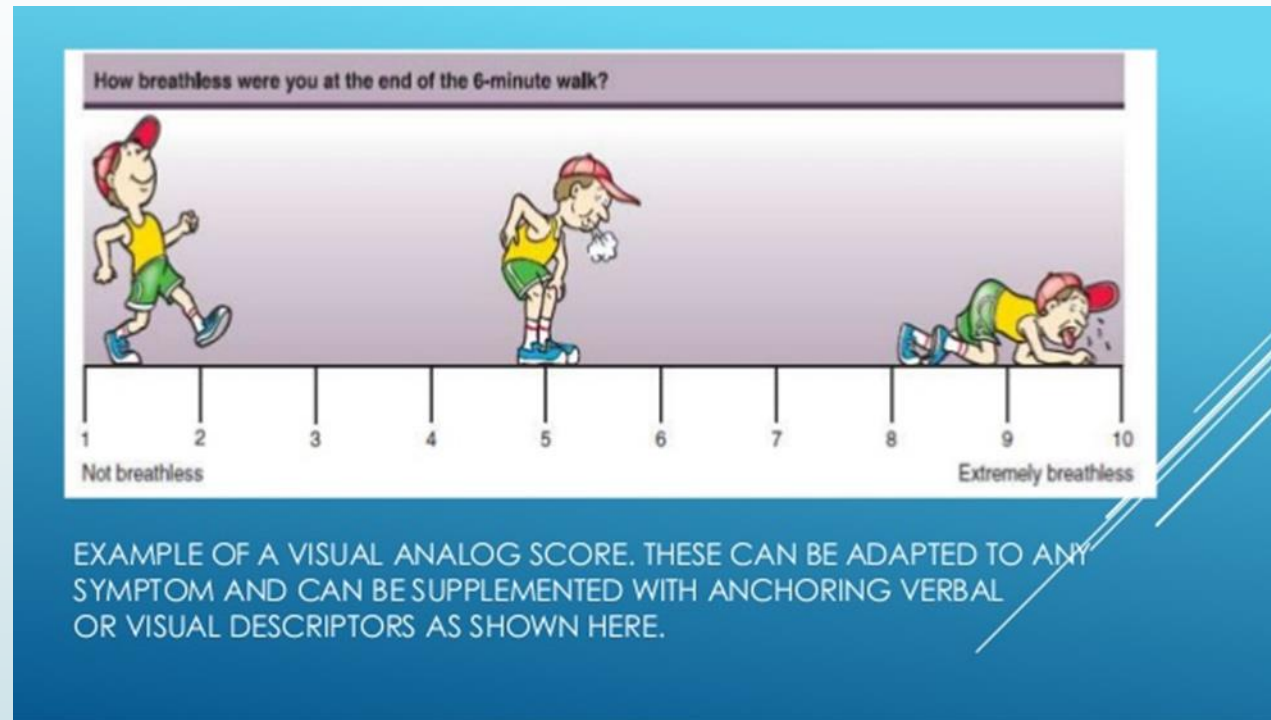 How breathless were you at the end of the 6-minute walk?
1 2 3 4 5 6 7 8 9 10
Not breathless Extremely breathless
EXAMPLE OF A VISUAL ANALOG SCORE. THESE CAN BE ADAPTED TO ANY
SYMPTOM AND CAN BE SUPPLEMENTED WITH ANCHORING VERBAL
OR VISUAL DESCRIPTORS AS SHOWN HERE.